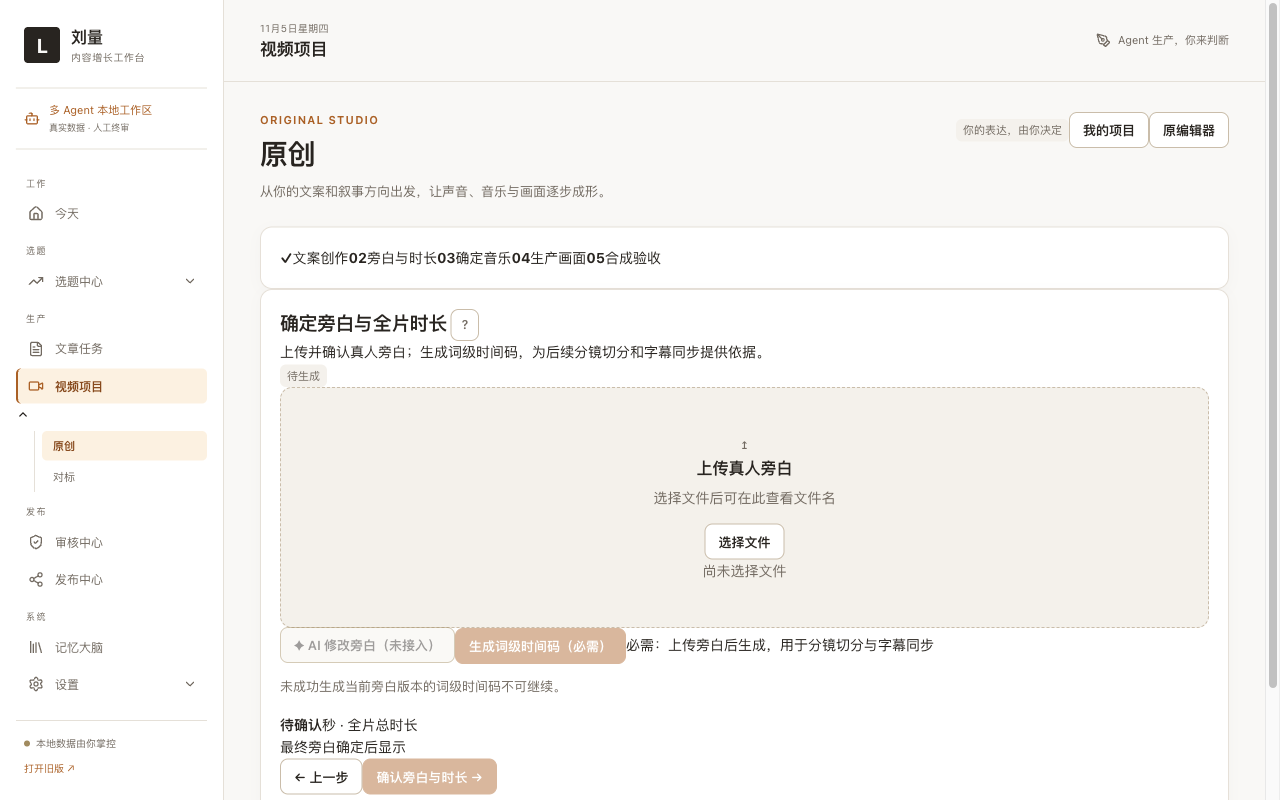 L
刘量
内容增长工作台
多 Agent 本地工作区
真实数据 · 人工终审
工作
今天
选题
选题中心
生产
文章任务
视频项目
原创
对标
发布
审核中心
发布中心
系统
记忆大脑
设置
本地数据由你掌控
打开旧版 ↗
11月5日星期四
视频项目
Agent 生产，你来判断
ORIGINAL STUDIO
原创
从你的文案和叙事方向出发，让声音、音乐与画面逐步成形。
你的表达，由你决定
我的项目
原编辑器
✓文案创作02旁白与时长03确定音乐04生产画面05合成验收
确定旁白与全片时长 ?
上传并确认真人旁白；生成词级时间码，为后续分镜切分和字幕同步提供依据。
待生成
↥
上传真人旁白
选择文件后可在此查看文件名
选择文件
尚未选择文件
✦ AI 修改旁白（未接入） 生成词级时间码（必需） 必需：上传旁白后生成，用于分镜切分与字幕同步
未成功生成当前旁白版本的词级时间码不可继续。
待确认秒 · 全片总时长
最终旁白确定后显示
← 上一步 确认旁白与时长 →